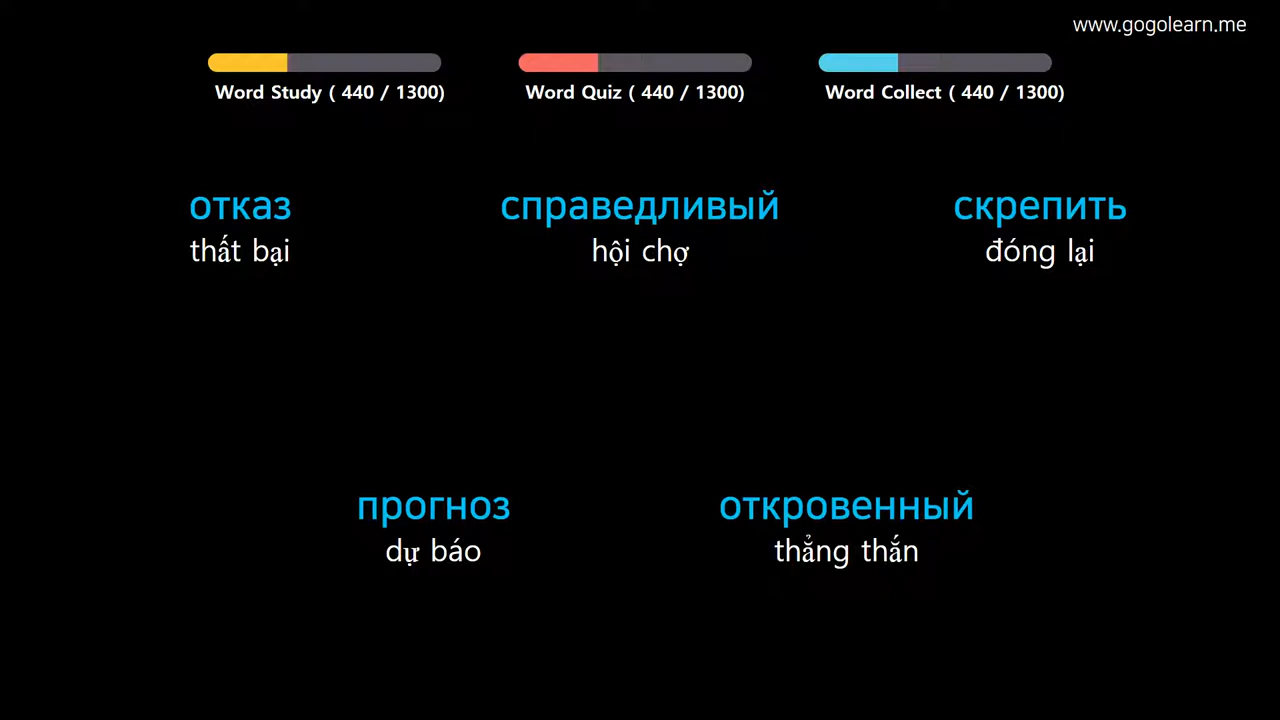 www.gogolearn.me
Word Study ( 440 / 1300)
Word Quiz ( 440 / 1300)
Word Collect ( 440 / 1300)
отказ
thất bại
справедливый
hội chợ
скрепить
đóng lại
прогноз
dự báo
откровенный
thẳng thắn